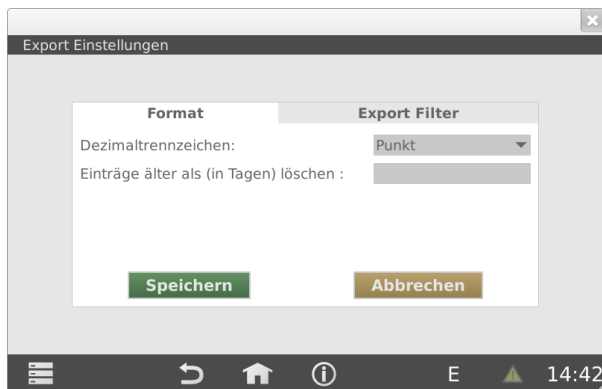 Export Einstellungen
Format Export Filter
Dezimaltrennzeichen: Punkt
Einträge älter als (in Tagen) löschen :
Speichern Abbrechen
E 14:42